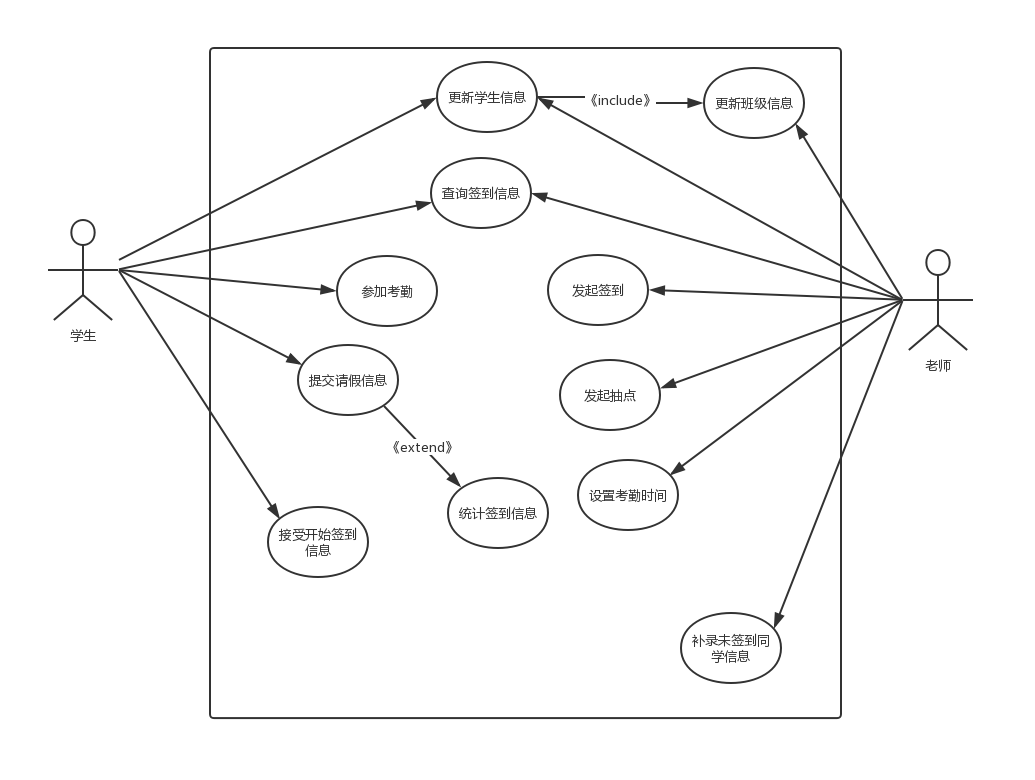 更新学生信息
《include》
更新班级信息
查询签到信息
参加考勤
发起签到
学生
老师
提交请假信息
发起抽点
《extend》
设置考勤时间
统计签到信息
接受开始签到
信息
补录未签到同
学信息